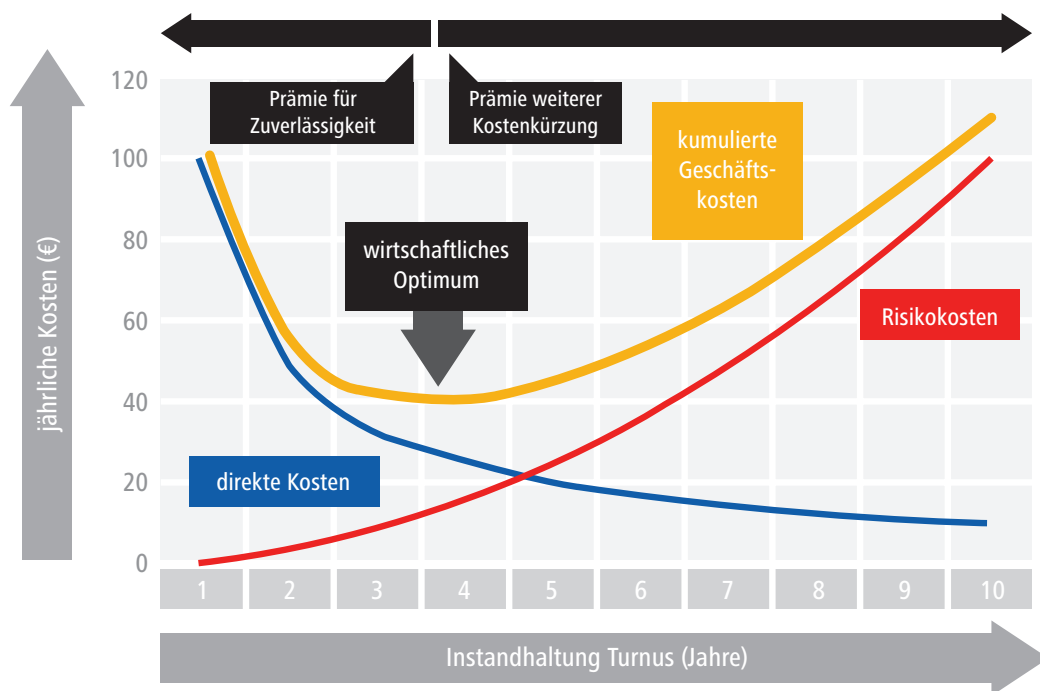 120
Prämie für
Zuverlässigkeit
Prämie weiterer
Kostenkürzung
kumulierte
Geschäfts-
kosten
100
80
wirtschaftliches
Optimum
jährliche Kosten (€)
60
Risikokosten
40
direkte Kosten
20
0
1 2 3 4 5 6 7 8 9 10
Instandhaltung Turnus (Jahre)